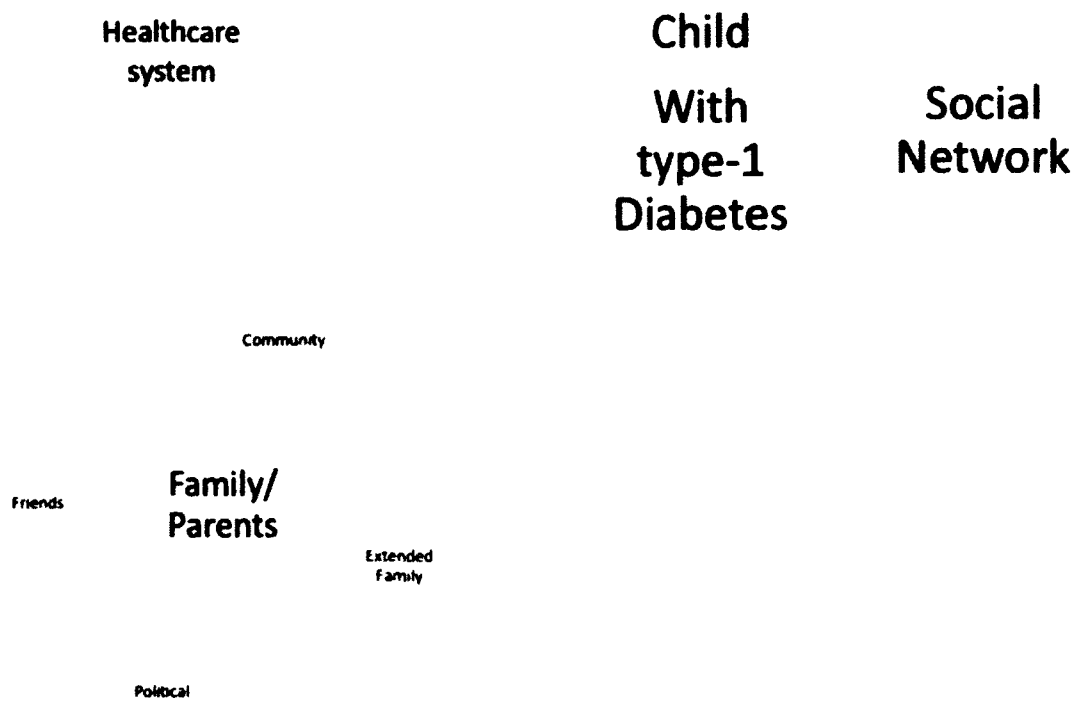 Healthcare
system
Child
With
type-1
Diabetes
Social
Network
Community
Friends
Family/
Parents
Extended
Family
Political